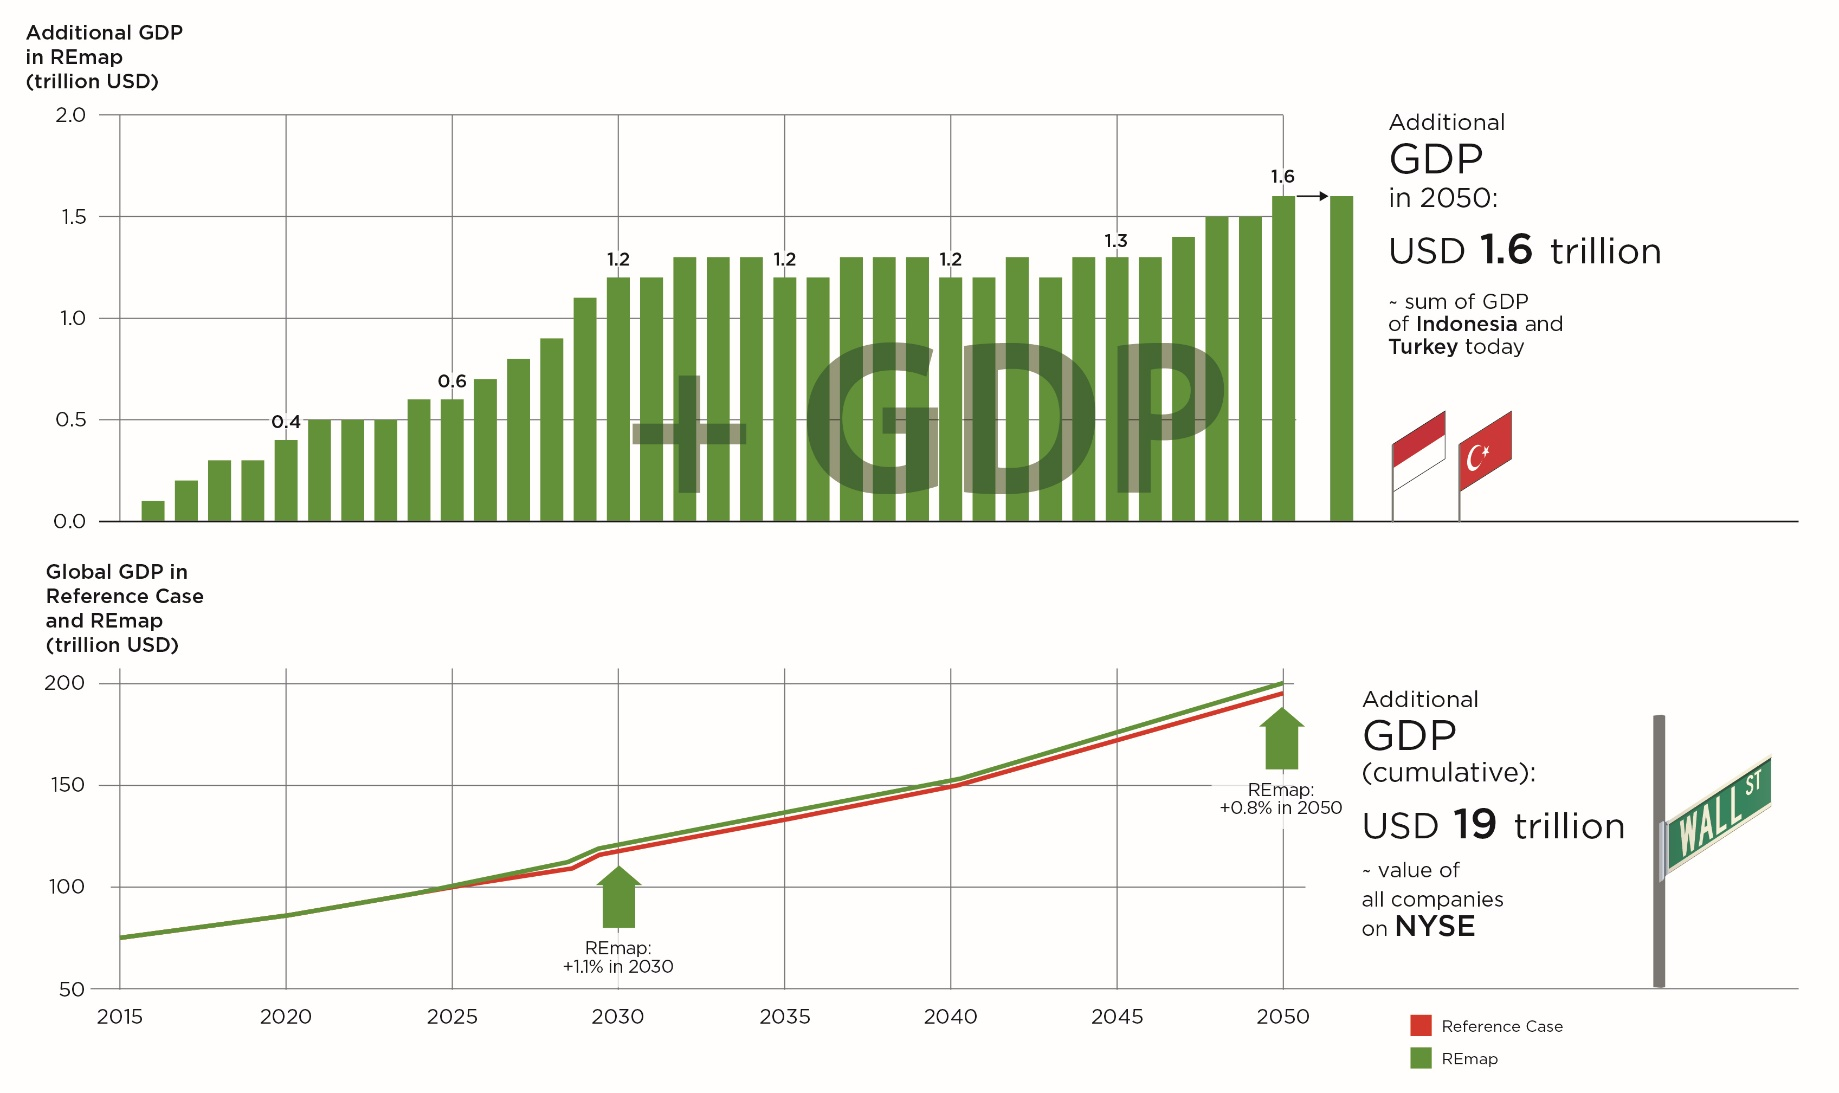 Additional GDP
in REmap
(trillion USD)
2.0
1.5
1.0
0.5
0.0
0.4
0.6
1.2
1.2
1.2
1.3
1.6
+ GDP
Additional
GDP
in 2050:
USD 1.6 trillion
~ sum of GDP
of Indonesia and
Turkey today
Global GDP in
Reference Case
and REmap
(trillion USD)
200
150
100
50
2015
2020
2025
2030
2035
2040
2045
2050
REmap:
+1.1% in 2030
REmap:
+0.8% in 2050
Additional
GDP
(cumulative):
USD 19 trillion
~ value of
all companies
on NYSE
WALL ST
Reference Case
REmap